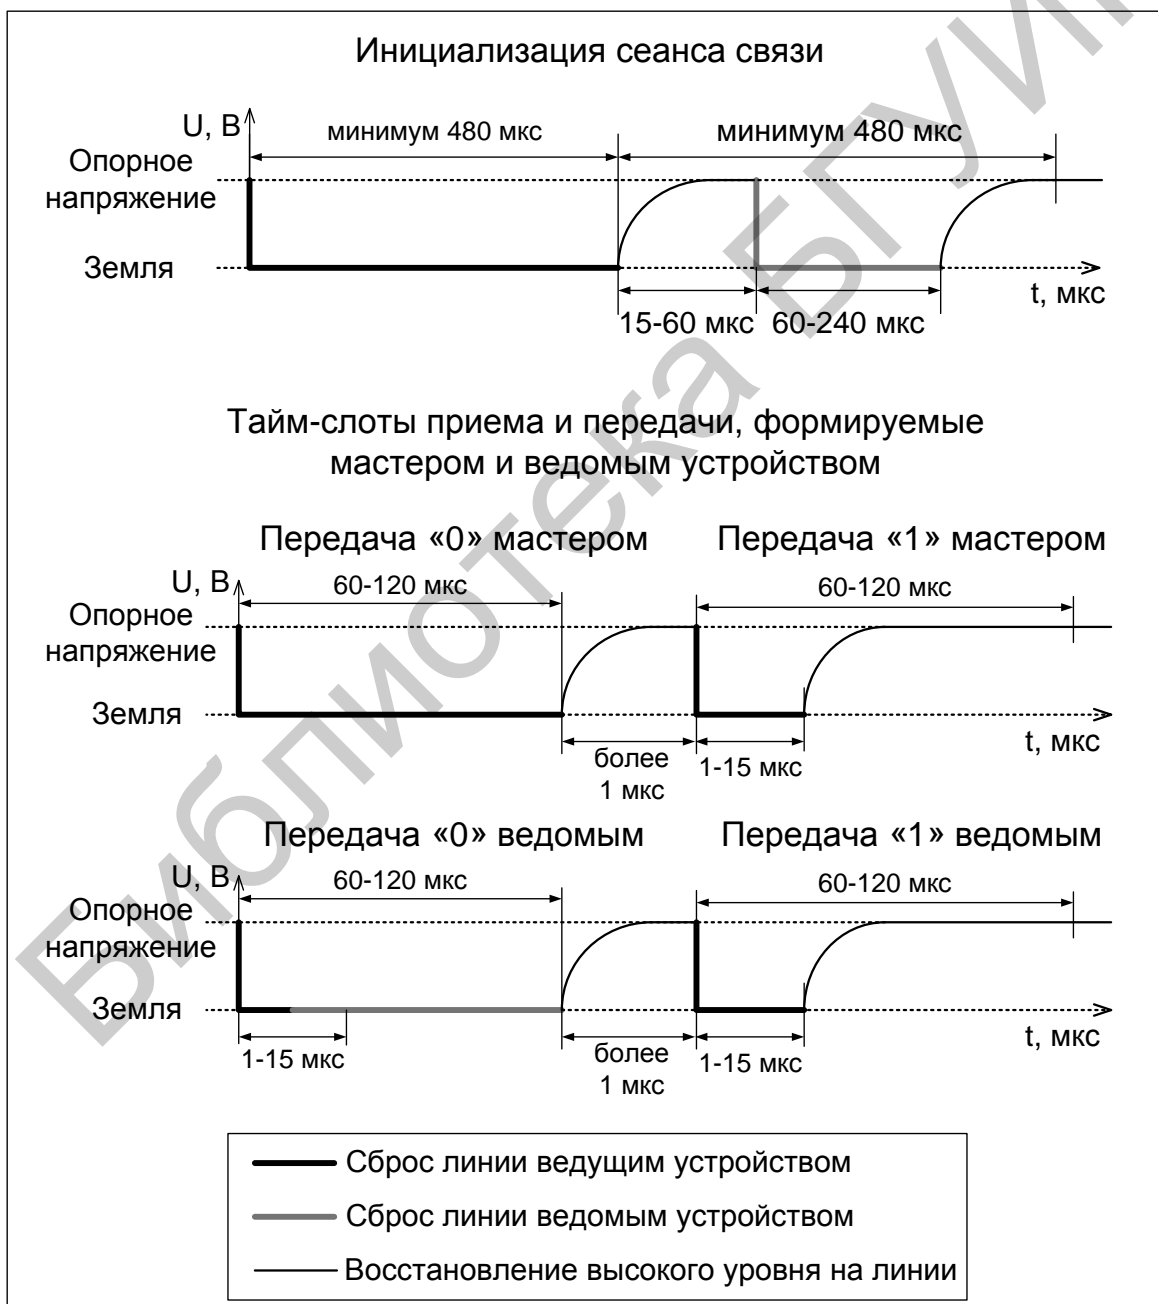 Инициализация сеанса связи
U, В
минимум 480 мкс
минимум 480 мкс
Опорное
напряжение
Земля
t, мкс
15-60 мкс
60-240 мкс
Тайм-слоты приема и передачи, формируемые
мастером и ведомым устройством
Передача «0» мастером
Передача «1» мастером
U, В
60-120 мкс
60-120 мкс
Опорное
напряжение
Земля
t, мкс
более
1 мкс
1-15 мкс
Передача «0» ведомым
Передача «1» ведомым
U, В
60-120 мкс
60-120 мкс
Опорное
напряжение
Земля
t, мкс
1-15 мкс
более
1 мкс
1-15 мкс
Сброс линии ведущим устройством
Сброс линии ведомым устройством
Восстановление высокого уровня на линии
Библиотека БГУИ